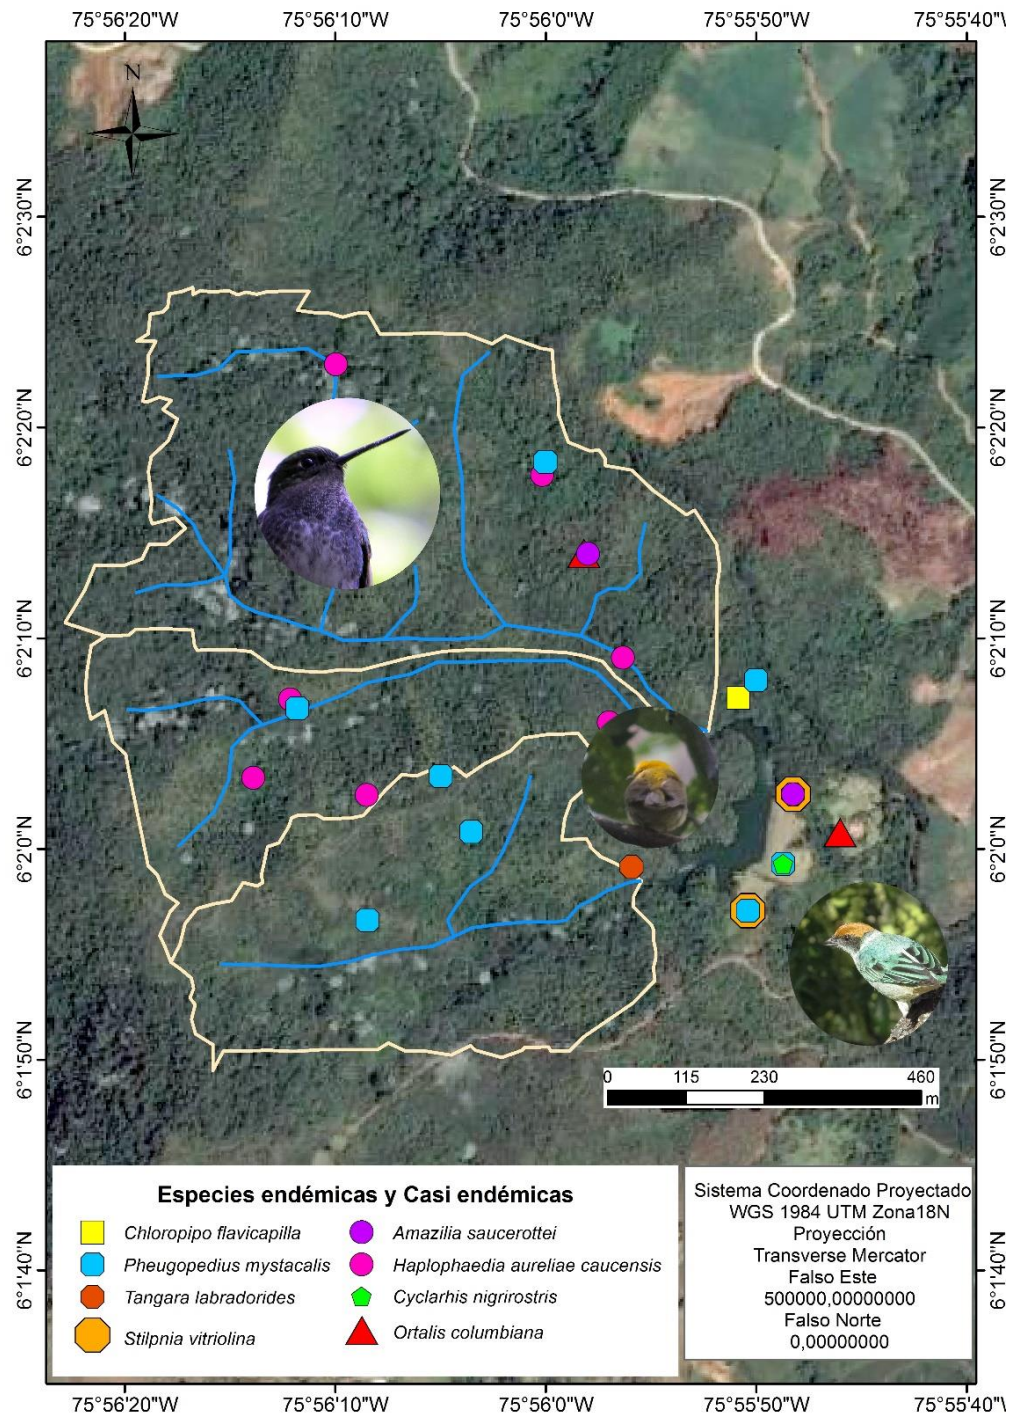 75°56'20"W
75°56'10"W
75°56'0"W
75°55'50"W
75°55'40"W
N
6°2'30"N
6°2'30"N
6°2'20"N
6°2'20"N
6°2'10"N
6°2'10"N
6°2'0"N
6°2'0"N
6°1'50"N
6°1'50"N
0 115 230 460
m
Especies endémicas y Casi endémicas
Chloropipo flavicapilla
Pheugopedius mystacalis
Tangara labradorides
Stilpnia vitriolina
Amazilia saucerottei
Haplophaedia aureliae caucensis
Cyclarhis nigrirostris
Ortalis columbiana
Sistema Coordenado Proyectado
WGS 1984 UTM Zona18N
Proyección
Transverse Mercator
Falso Este
500000,00000000
Falso Norte
0,00000000
6°1'40"N
6°1'40"N
75°56'20"W
75°56'10"W
75°56'0"W
75°55'50"W
75°55'40"W